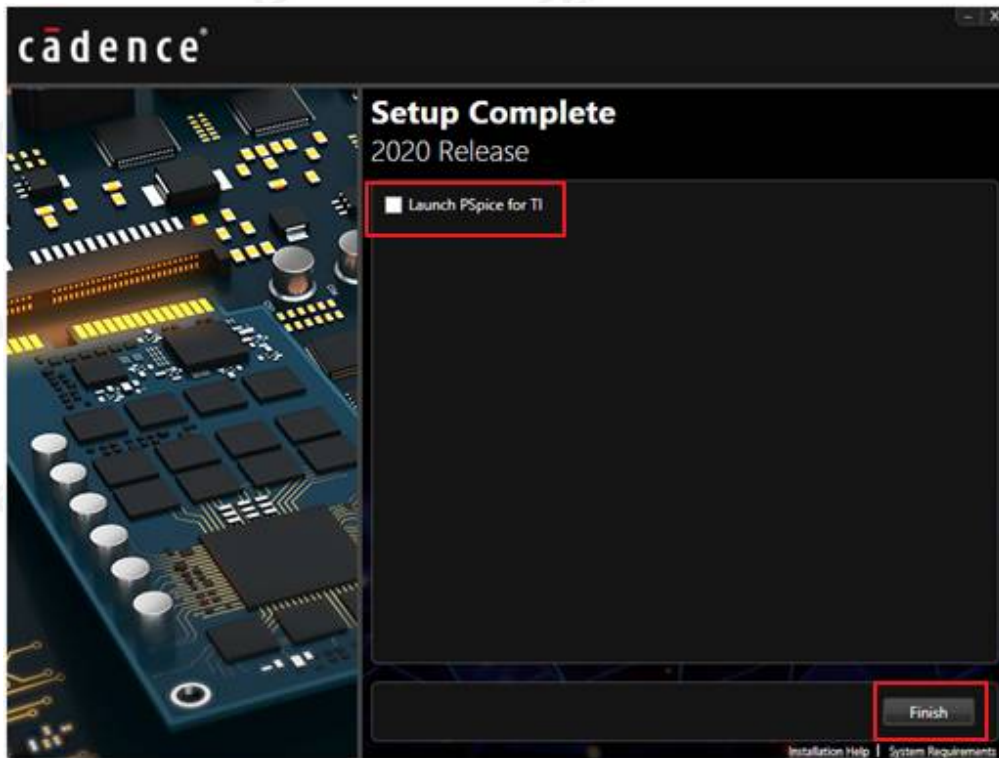 cādence®
Setup Complete
2020 Release
Launch PSpice for TI
Finish
Installation Help | System Requirements